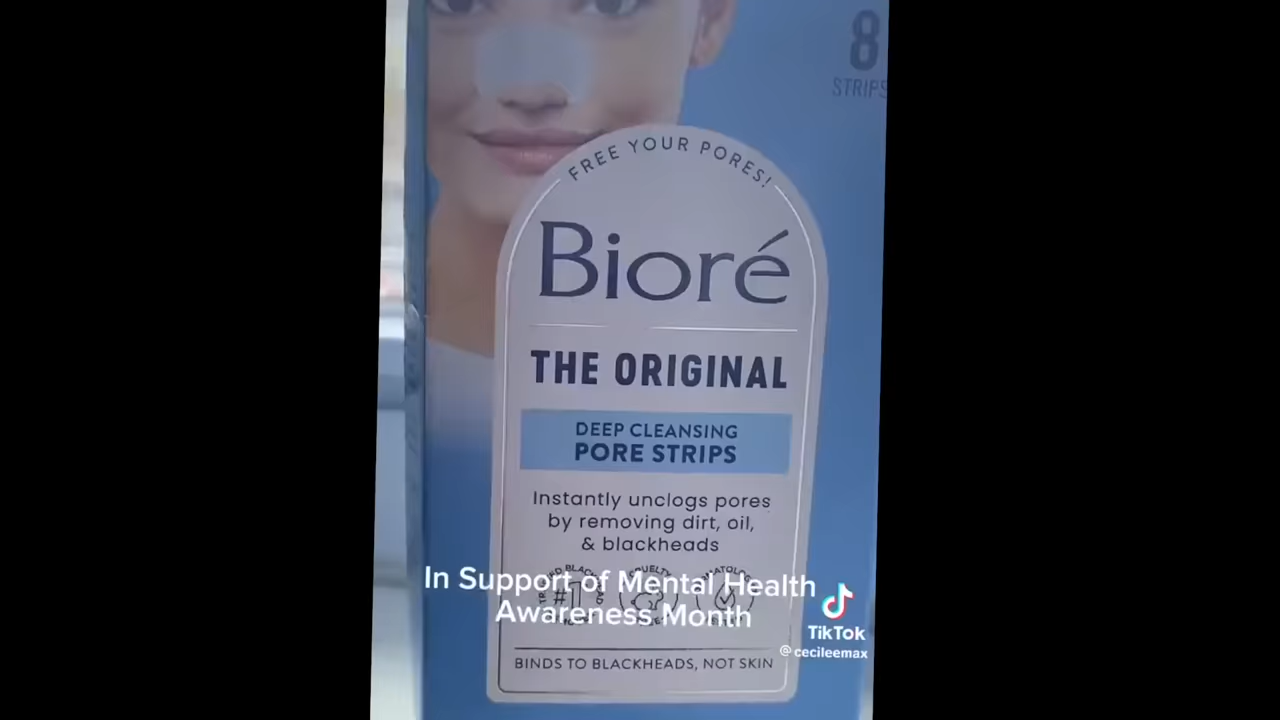 8
STRIPS
FREE YOUR PORES!
Bioré
THE ORIGINAL
DEEP CLEANSING
PORE STRIPS
Instantly unclogs pores
by removing dirt, oil,
& blackheads
#1
In Support of Mental Health
Awareness Month
BINDS TO BLACKHEADS, NOT SKIN
TikTok
@cecileemax